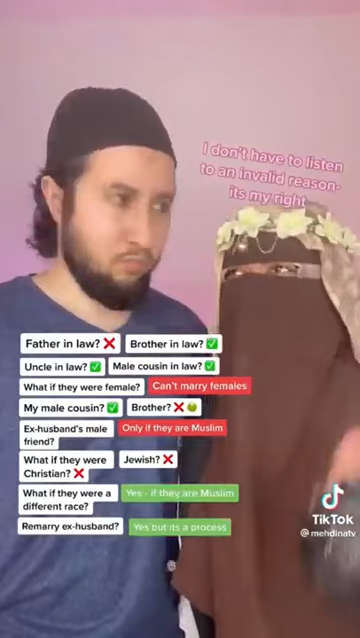 I don't have to listen
to an invalid reason-
its my right
Father in law? ❌ Brother in law? ✅
Uncle in law? ✅ Male cousin in law? ✅
What if they were female? Can't marry females
My male cousin? ✅ Brother? ❌ 🤢
Ex-husband's male
friend?
Only if they are Muslim
What if they were
Christian? ❌
Jewish? ❌
What if they were a
different race?
Yes - if they are Muslim
Remarry ex-husband? Yes but its a process
TikTok
@mehdinatv